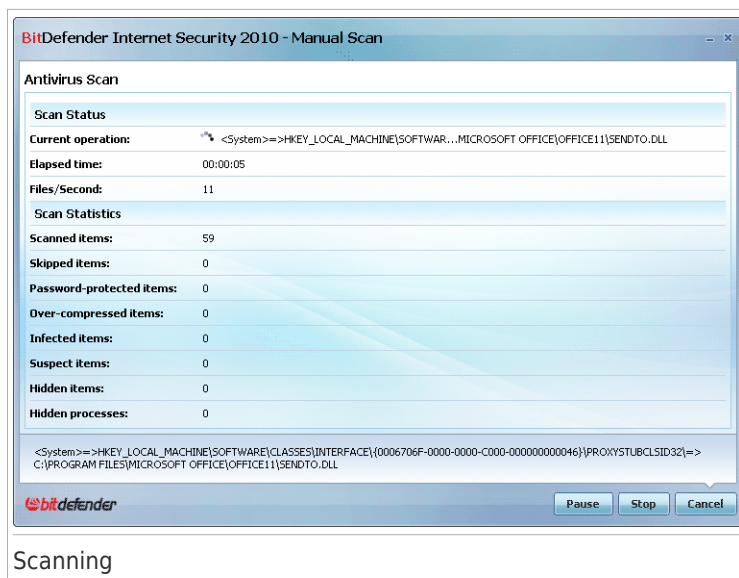 BitDefender Internet Security 2010 - Manual Scan
Antivirus Scan
Scan Status
Current operation: <System>=>HKEY_LOCAL_MACHINE\SOFTWAR...MICROSOFT OFFICE\OFFICE11\SENDTO.DLL
Elapsed time: 00:00:05
Files/Second: 11
Scan Statistics
Scanned items: 59
Skipped items: 0
Password-protected items: 0
Over-compressed items: 0
Infected items: 0
Suspect items: 0
Hidden items: 0
Hidden processes: 0
<System>=>HKEY_LOCAL_MACHINE\SOFTWARE\CLASSES\INTERFACE\{0006706F-0000-0000-C000-000000000046}\PROXYSTUBCLSID32\=>
C:\PROGRAM FILES\MICROSOFT OFFICE\OFFICE11\SENDTO.DLL
bitdefender Pause Stop Cancel
Scanning